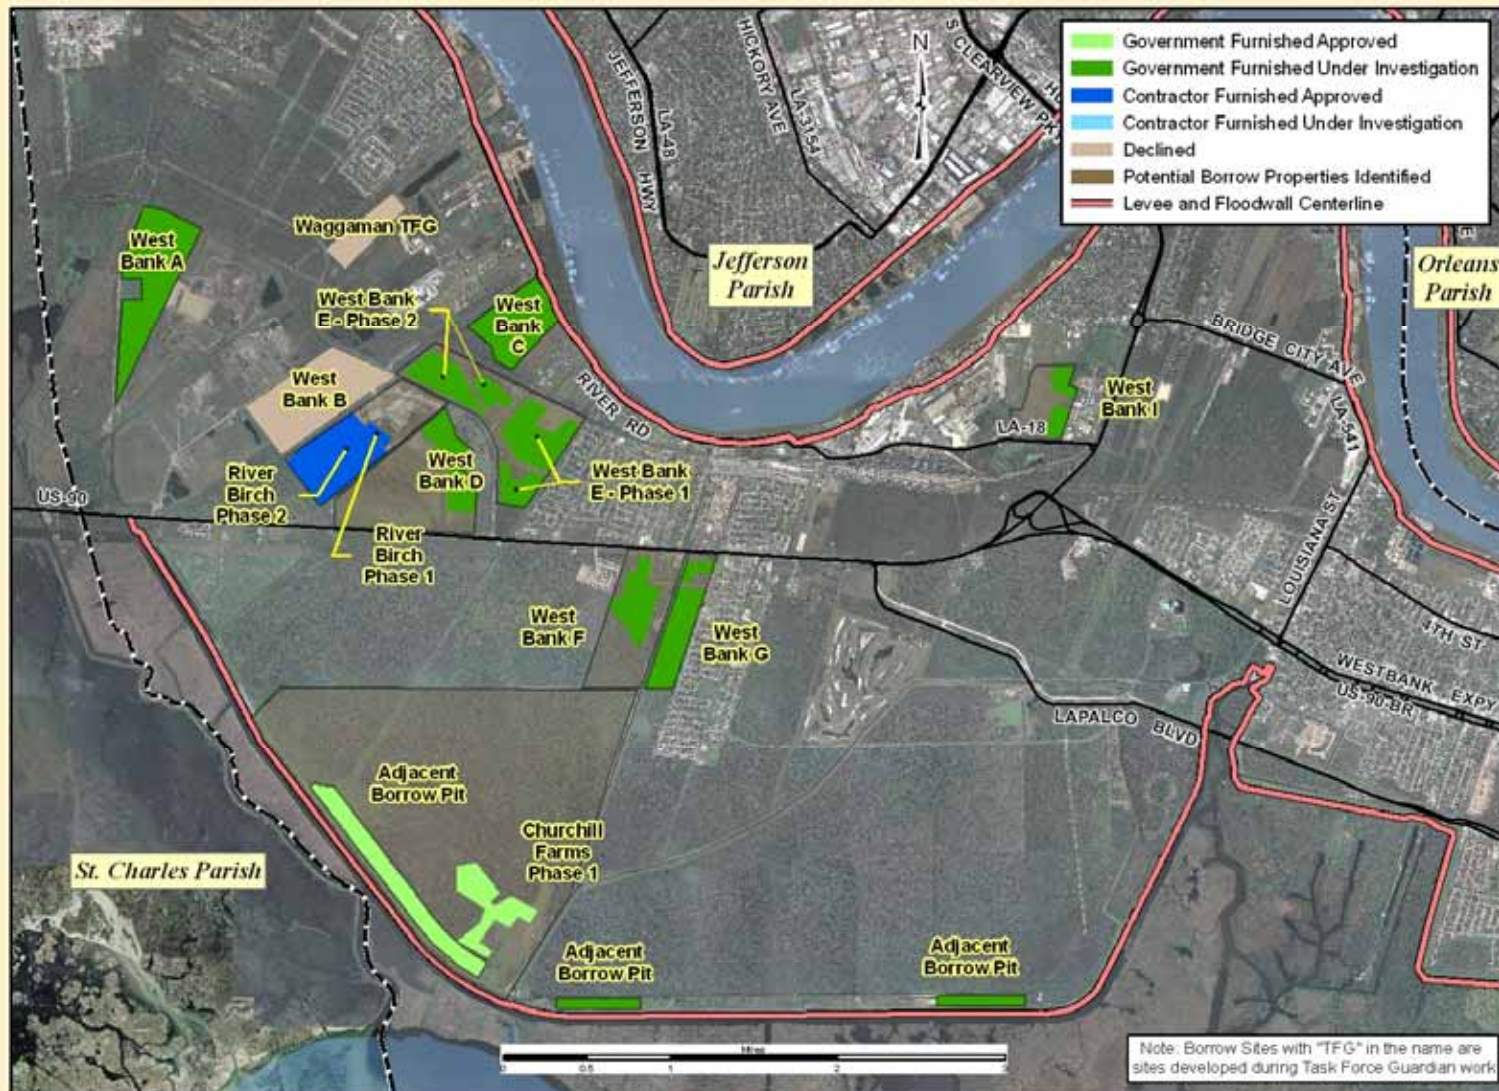 JEFFERSON HWY
LA-48
HICKORY AVE
LA-3154
N
S CLEARVIEW PKY
Government Furnished Approved
Government Furnished Under Investigation
Contractor Furnished Approved
Contractor Furnished Under Investigation
Declined
Potential Borrow Properties Identified
Levee and Floodwall Centerline
West
Bank A
Waggaman TFG
Jefferson
Parish
Orleans
Parish
West Bank
E - Phase 2
West
Bank
C
BRIDGE CITY AVE
West
Bank B
RIVER RD
West
Bank I
LA-18
LA-541
River
Birch
Phase 2
West
Bank D
West Bank
E - Phase 1
US-90
River
Birch
Phase 1
LOUISIANA ST
West
Bank F
West
Bank G
4TH ST
WESTBANK EXPY
US-90-BR
LAPALCO BLVD
Adjacent
Borrow Pit
Churchill
Farms
Phase 1
St. Charles Parish
Adjacent
Borrow Pit
Adjacent
Borrow Pit
Miles
0 0.5 1 2 3
Note: Borrow Sites with "TFG" in the name are
sites developed during Task Force Guardian work